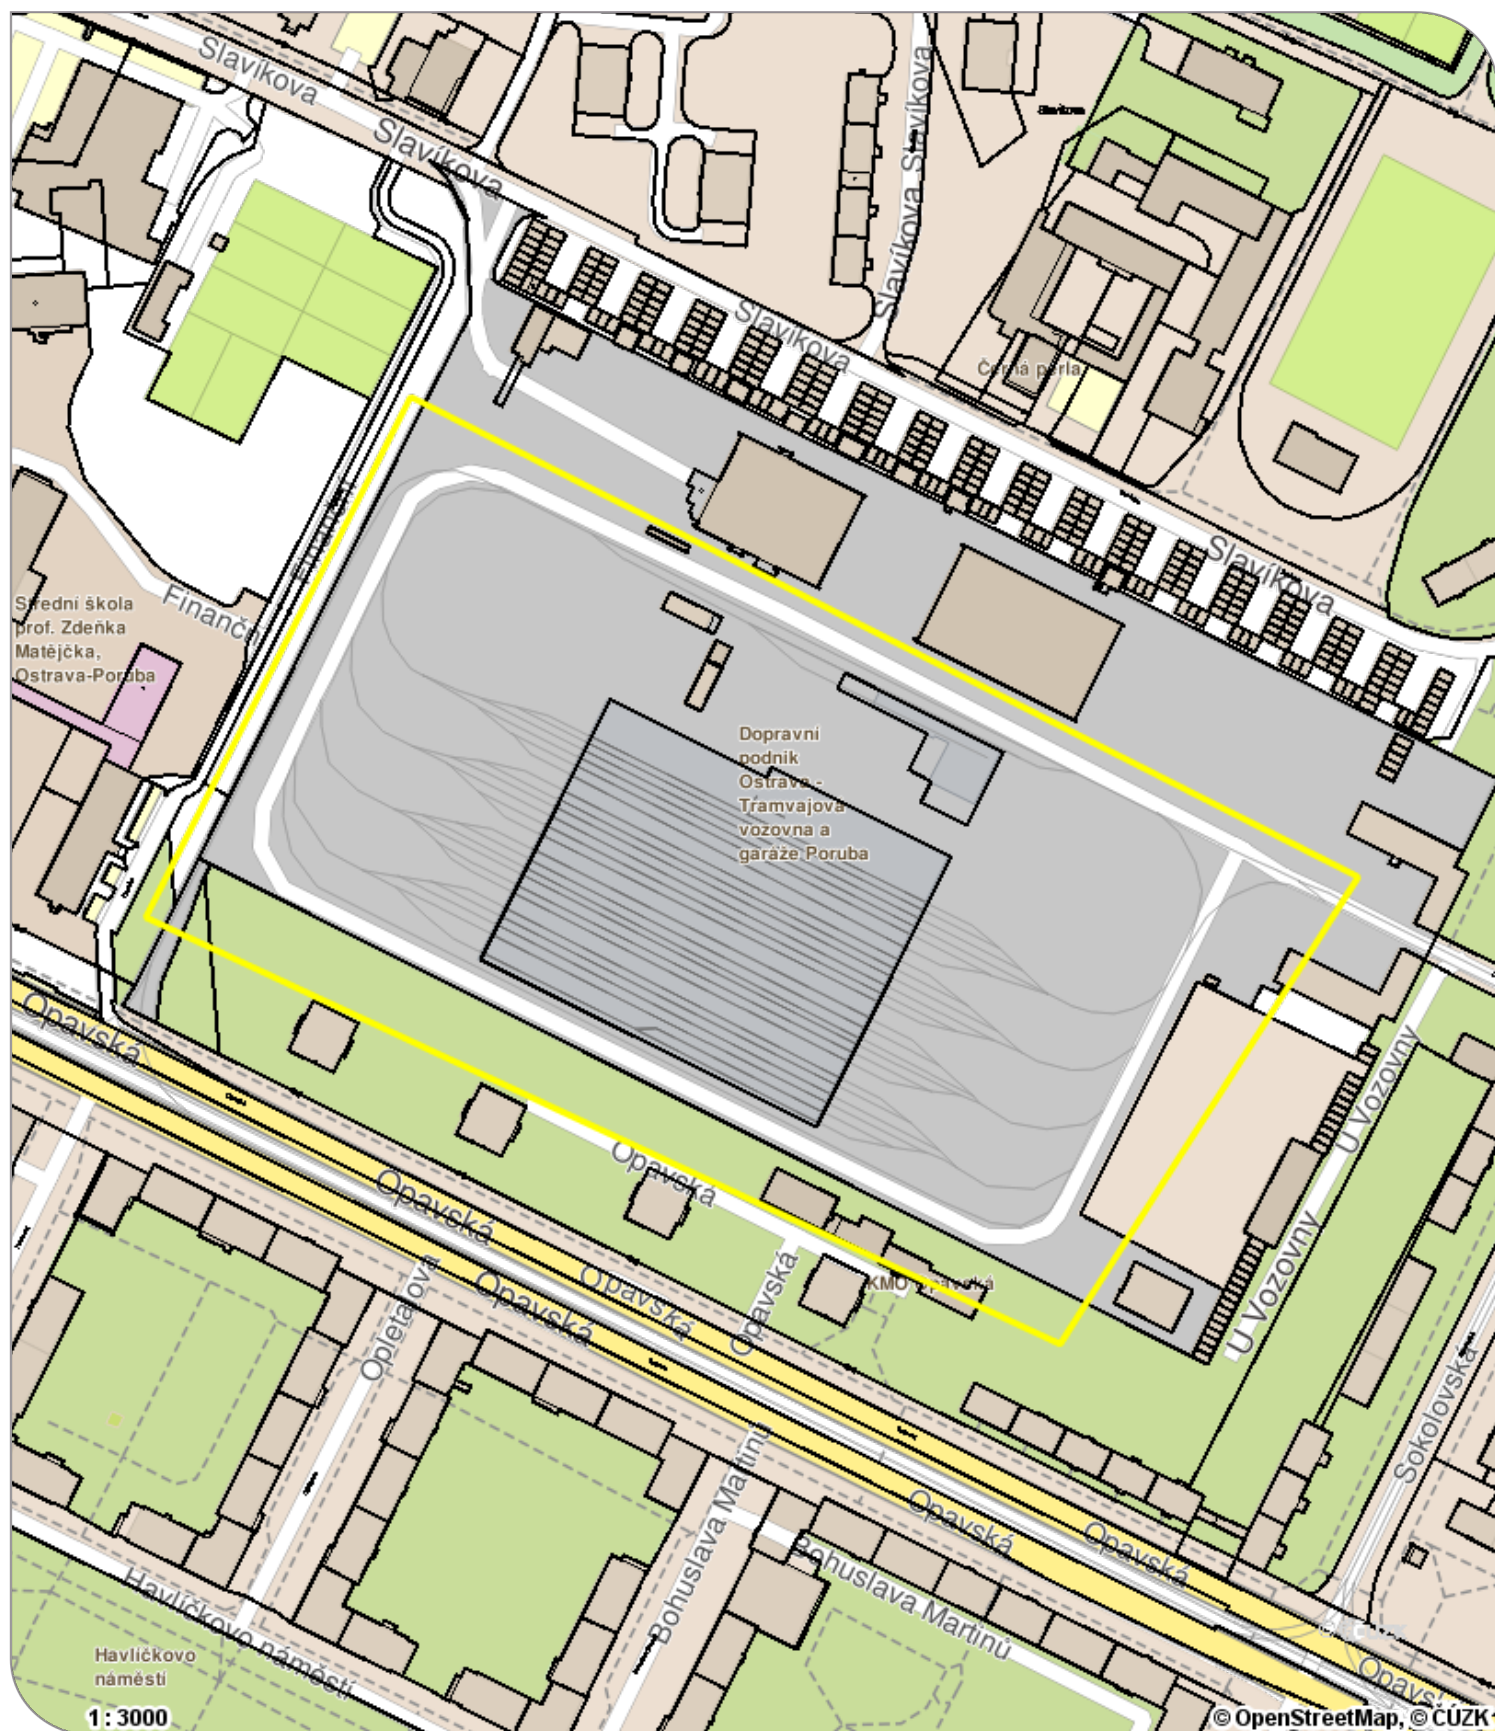 Slavíkova
Slavíkova
Slavíkova
Slavíkova
Slavíkova
Černá perla
Slavíkova
Finanční
Střední škola
prof. Zdeňka
Matějčka,
Ostrava-Poruba
Dopravní
podnik
Ostrava -
Tramvajová
vozovna a
garáže Poruba
Opavská
U Vozovny
Opavská
Opavská
KMO Opavská
Opavská
Opavská
Opavská
U Vozovny
Opletalova
Sokolovská
Bohuslava Martinů
Opavská
Opavská
Bohuslava Martinů
Havlíčkovo náměstí
Havlíčkovo
náměstí
1 : 3000
© OpenStreetMap, © ČÚZK